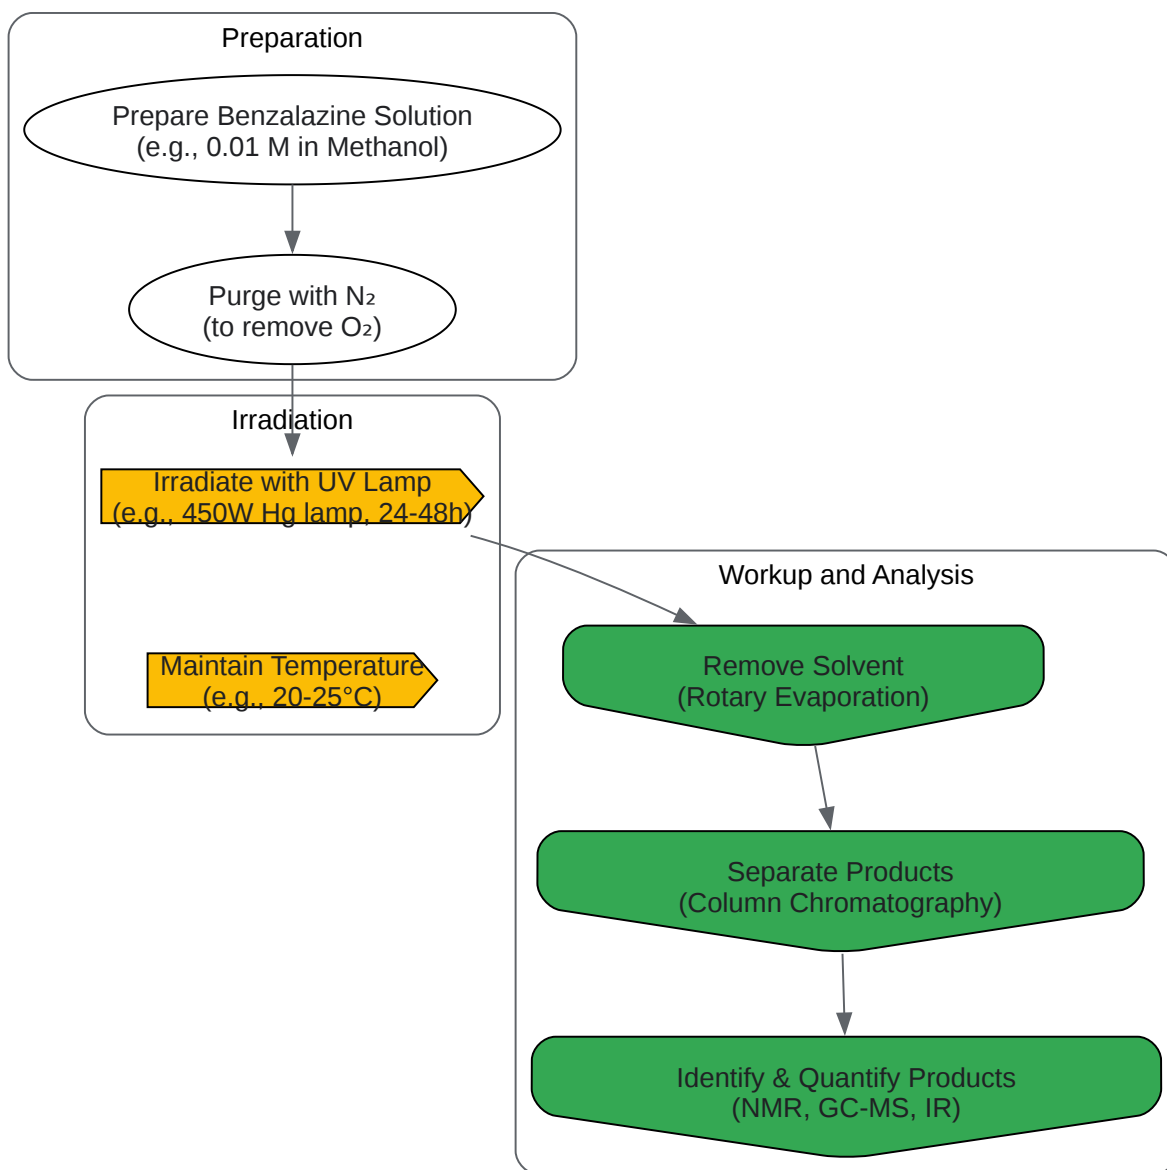 Preparation
Prepare Benzalazine Solution
(e.g., 0.01 M in Methanol)
Purge with N₂
(to remove O₂)
Irradiation
Irradiate with UV Lamp
(e.g., 450W Hg lamp, 24-48h)
Maintain Temperature
(e.g., 20-25°C)
Workup and Analysis
Remove Solvent
(Rotary Evaporation)
Separate Products
(Column Chromatography)
Identify & Quantify Products
(NMR, GC-MS, IR)